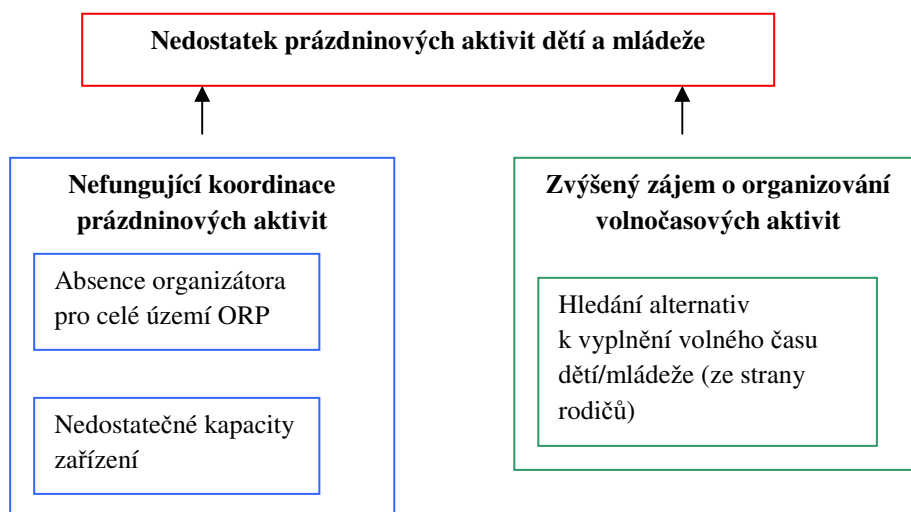 Nedostatek prázdninových aktivit dětí a mládeže
Nefungující koordinace
prázdninových aktivit
Absence organizátora
pro celé území ORP
Nedostatečné kapacity
zařízení
Zvýšený zájem o organizování
volnočasových aktivit
Hledání alternativ
k vyplnění volného času
dětí/mládeže (ze strany
rodičů)